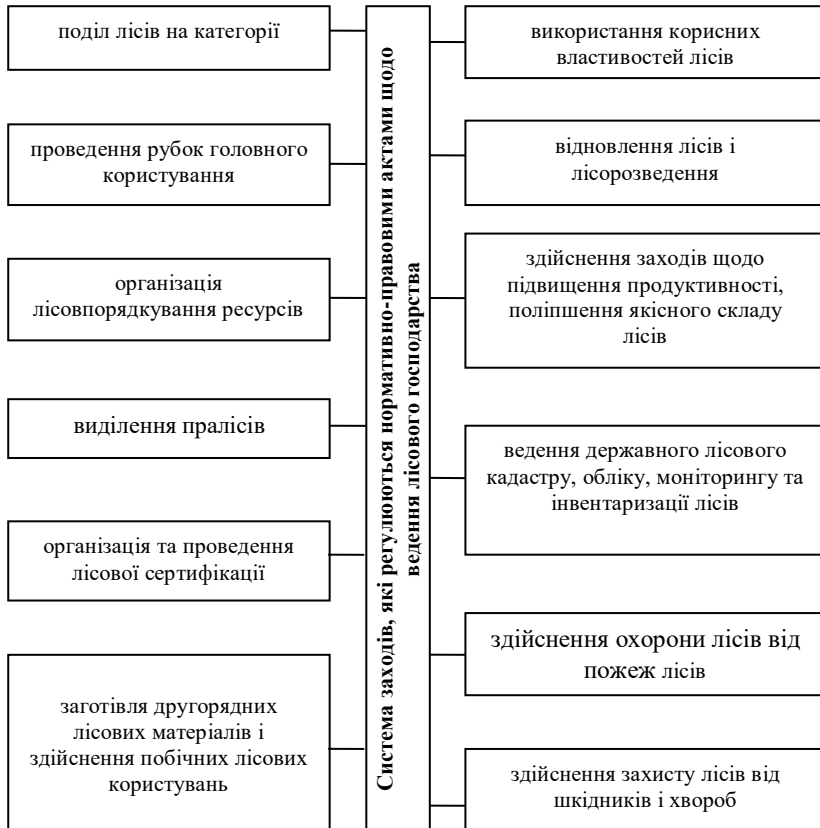 поділ лісів на категорії
проведення рубок головного
користування
організація
лісовпорядкування ресурсів
виділення пралісів
організація та проведення
лісової сертифікації
заготівля другорядних
лісових матеріалів і
здійснення побічних лісових
користувань
Система заходів, які регулюються нормативно-правовими актами щодо
ведення лісового господарства
використання корисних
властивостей лісів
відновлення лісів і
лісорозведення
здійснення заходів щодо
підвищення продуктивності,
поліпшення якісного складу
лісів
ведення державного лісового
кадастру, обліку, моніторингу та
інвентаризації лісів
здійснення охорони лісів від
пожеж лісів
здійснення захисту лісів від
шкідників і хвороб